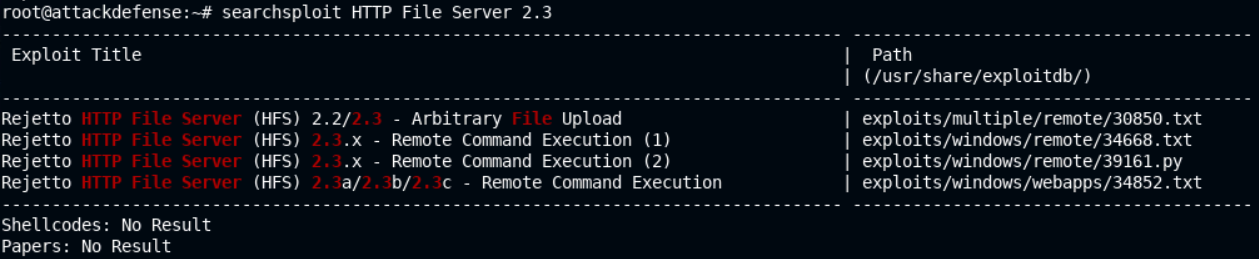 root@attackdefense:~# searchsploit HTTP File Server 2.3
------------------------------------------------------------------------------------- ----------------------------------------
 Exploit Title                                                                       |  Path
                                                                                     | (/usr/share/exploitdb/)
------------------------------------------------------------------------------------- ----------------------------------------
Rejetto HTTP File Server (HFS) 2.2/2.3 - Arbitrary File Upload                       | exploits/multiple/remote/30850.txt
Rejetto HTTP File Server (HFS) 2.3.x - Remote Command Execution (1)                  | exploits/windows/remote/34668.txt
Rejetto HTTP File Server (HFS) 2.3.x - Remote Command Execution (2)                  | exploits/windows/remote/39161.py
Rejetto HTTP File Server (HFS) 2.3a/2.3b/2.3c - Remote Command Execution             | exploits/windows/webapps/34852.txt
------------------------------------------------------------------------------------- ----------------------------------------
Shellcodes: No Result
Papers: No Result